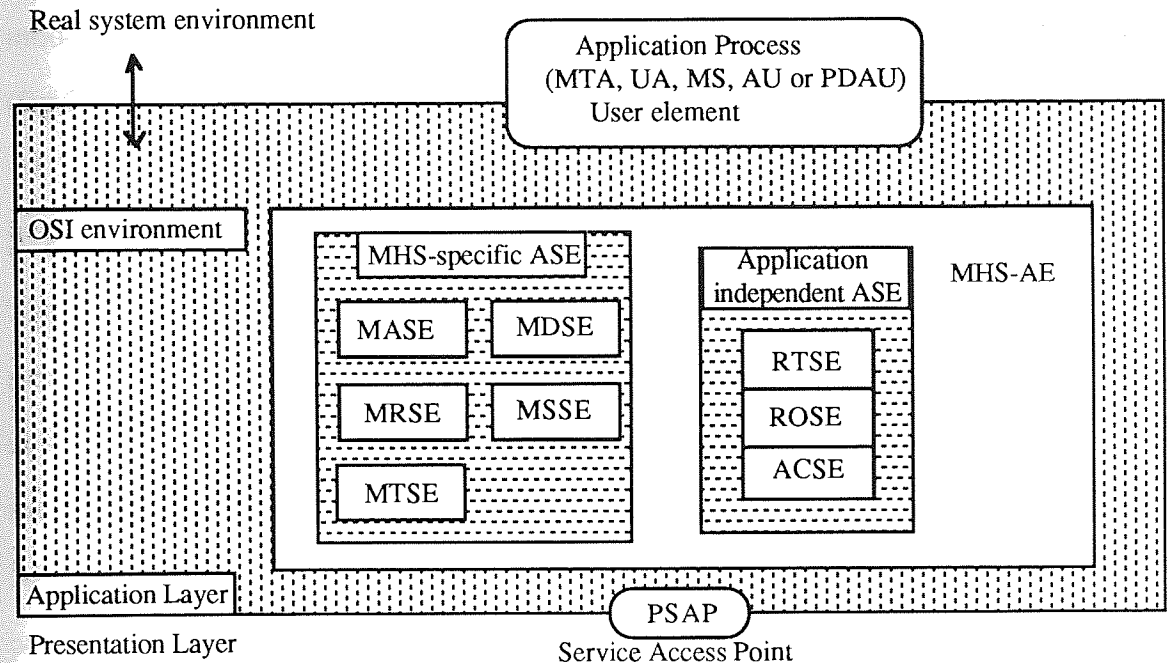 Real system environment
Application Process
(MTA, UA, MS, AU or PDAU)
User element
OSI environment
MHS-specific ASE
MASE
MDSE
MRSE
MSSE
MTSE
Application
independent ASE
RTSE
ROSE
ACSE
MHS-AE
Application Layer
Presentation Layer
PSAP
Service Access Point